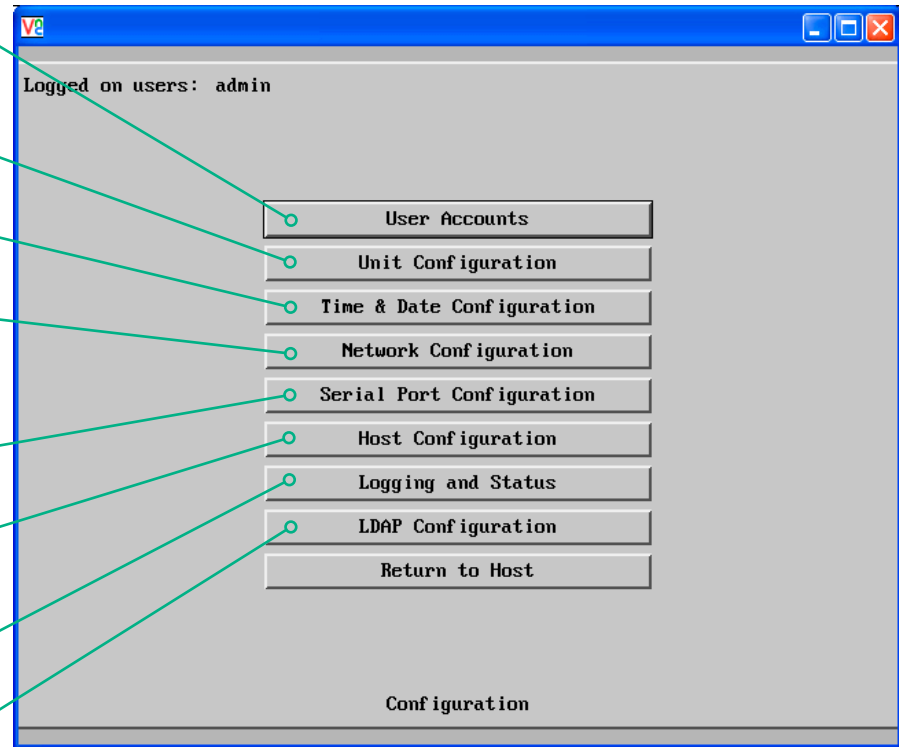 V2
Logged on users: admin
User Accounts
Unit Configuration
Time & Date Configuration
Network Configuration
Serial Port Configuration
Host Configuration
Logging and Status
LDAP Configuration
Return to Host
Configuration